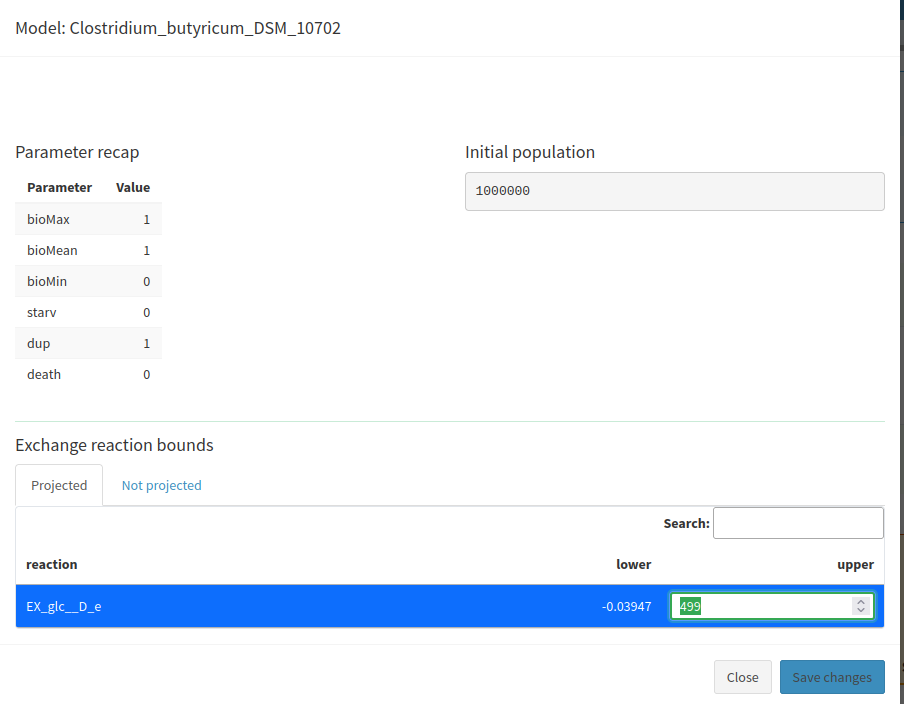 Model: Clostridium_butyricum_DSM_10702
Parameter recap
Parameter Value
bioMax 1
bioMean 1
bioMin 0
starv 0
dup 1
death 0
Initial population
1000000
Exchange reaction bounds
Projected Not projected
Search:
reaction lower upper
EX_glc__D_e -0.03947 499
Close Save changes